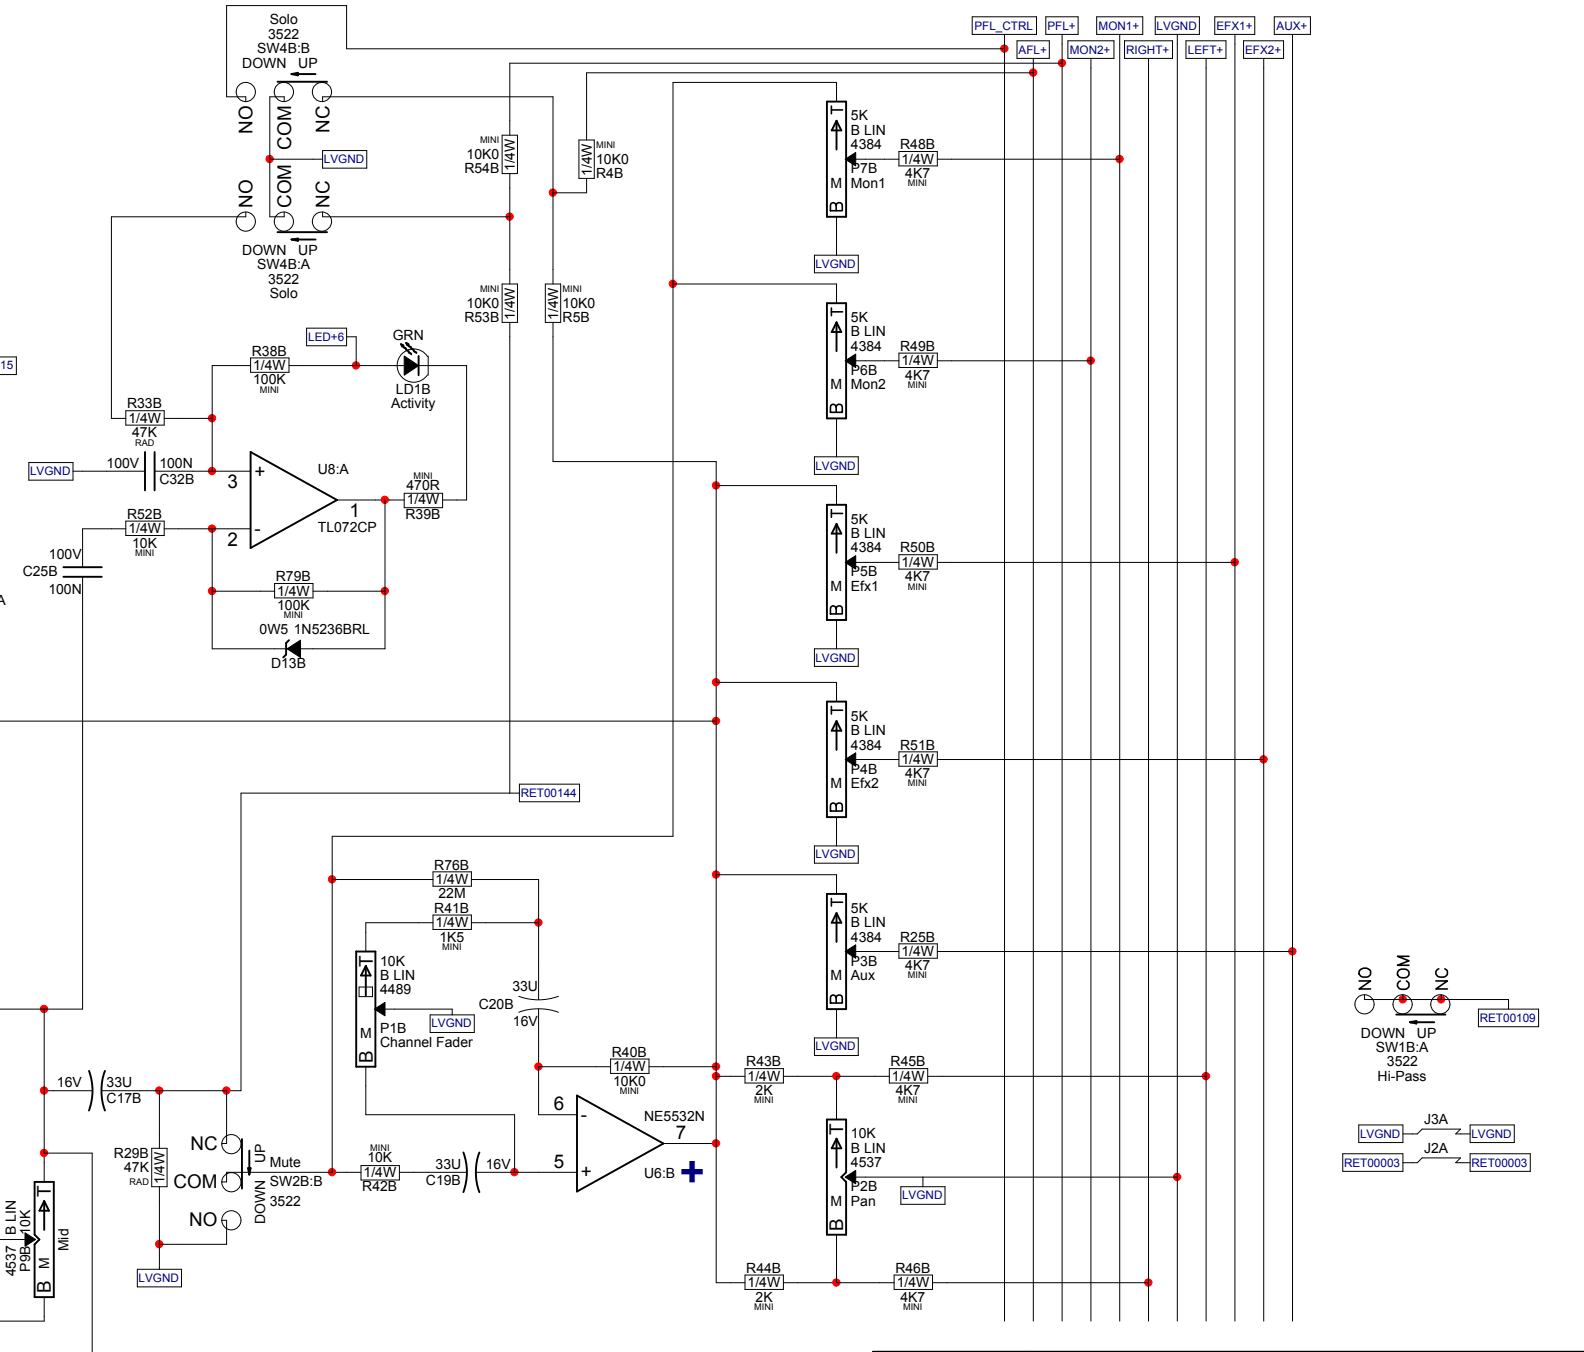 PFL_CTRL
PFL+
MON1+
LVGND
EFX1+
AUX+
AFL+
MON2+
RIGHT+
LEFT+
EFX2+
Solo
3522
SW4B:B
DOWN UP
NO
COM
NC
LVGND
NO
COM
NC
DOWN UP
SW4B:A
3522
Solo
MINI
10K0
R54B
1/4W
1/4W
MINI
10K0
R4B
MINI
10K0
R53B
1/4W
1/4W
MINI
10K0
R5B
T
M
B
5K
B LIN
4384
P7B
Mon1
R48B
1/4W
4K7
MINI
LVGND
T
M
B
5K
B LIN
4384
P6B
Mon2
R49B
1/4W
4K7
MINI
LVGND
T
M
B
5K
B LIN
4384
P5B
Efx1
R50B
1/4W
4K7
MINI
LVGND
T
M
B
5K
B LIN
4384
P4B
Efx2
R51B
1/4W
4K7
MINI
LVGND
T
M
B
5K
B LIN
4384
P3B
Aux
R25B
1/4W
4K7
MINI
LVGND
15
LED+6
GRN
LD1B
Activity
R38B
1/4W
100K
MINI
R33B
1/4W
47K
RAD
LVGND
100V
100N
C32B
3
+
U8:A
2
-
1
TL072CP
MINI
470R
1/4W
R39B
R52B
1/4W
10K
MINI
100V
C25B
100N
A
R79B
1/4W
100K
MINI
0W5 1N5236BRL
D13B
RET00144
R76B
1/4W
22M
R41B
1/4W
1K5
MINI
T
M
B
10K
B LIN
4489
P1B
Channel Fader
LVGND
33U
C20B
16V
R40B
1/4W
10K0
MINI
6
-
5
+
NE5532N
7
U6:B
16V
33U
C17B
R29B
47K
RAD
1/4W
NC
COM
NO
UP
DOWN
Mute
SW2B:B
3522
LVGND
MINI
10K
1/4W
R42B
33U
C19B
16V
4537 B LIN
P9B 10K
T
M
B
Mid
R43B
1/4W
2K
MINI
R45B
1/4W
4K7
MINI
T
M
B
10K
B LIN
4537
P2B
Pan
LVGND
R44B
1/4W
2K
MINI
R46B
1/4W
4K7
MINI
NO
COM
NC
RET00109
DOWN UP
SW1B:A
3522
Hi-Pass
J3A
LVGND
LVGND
J2A
RET00003
RET00003